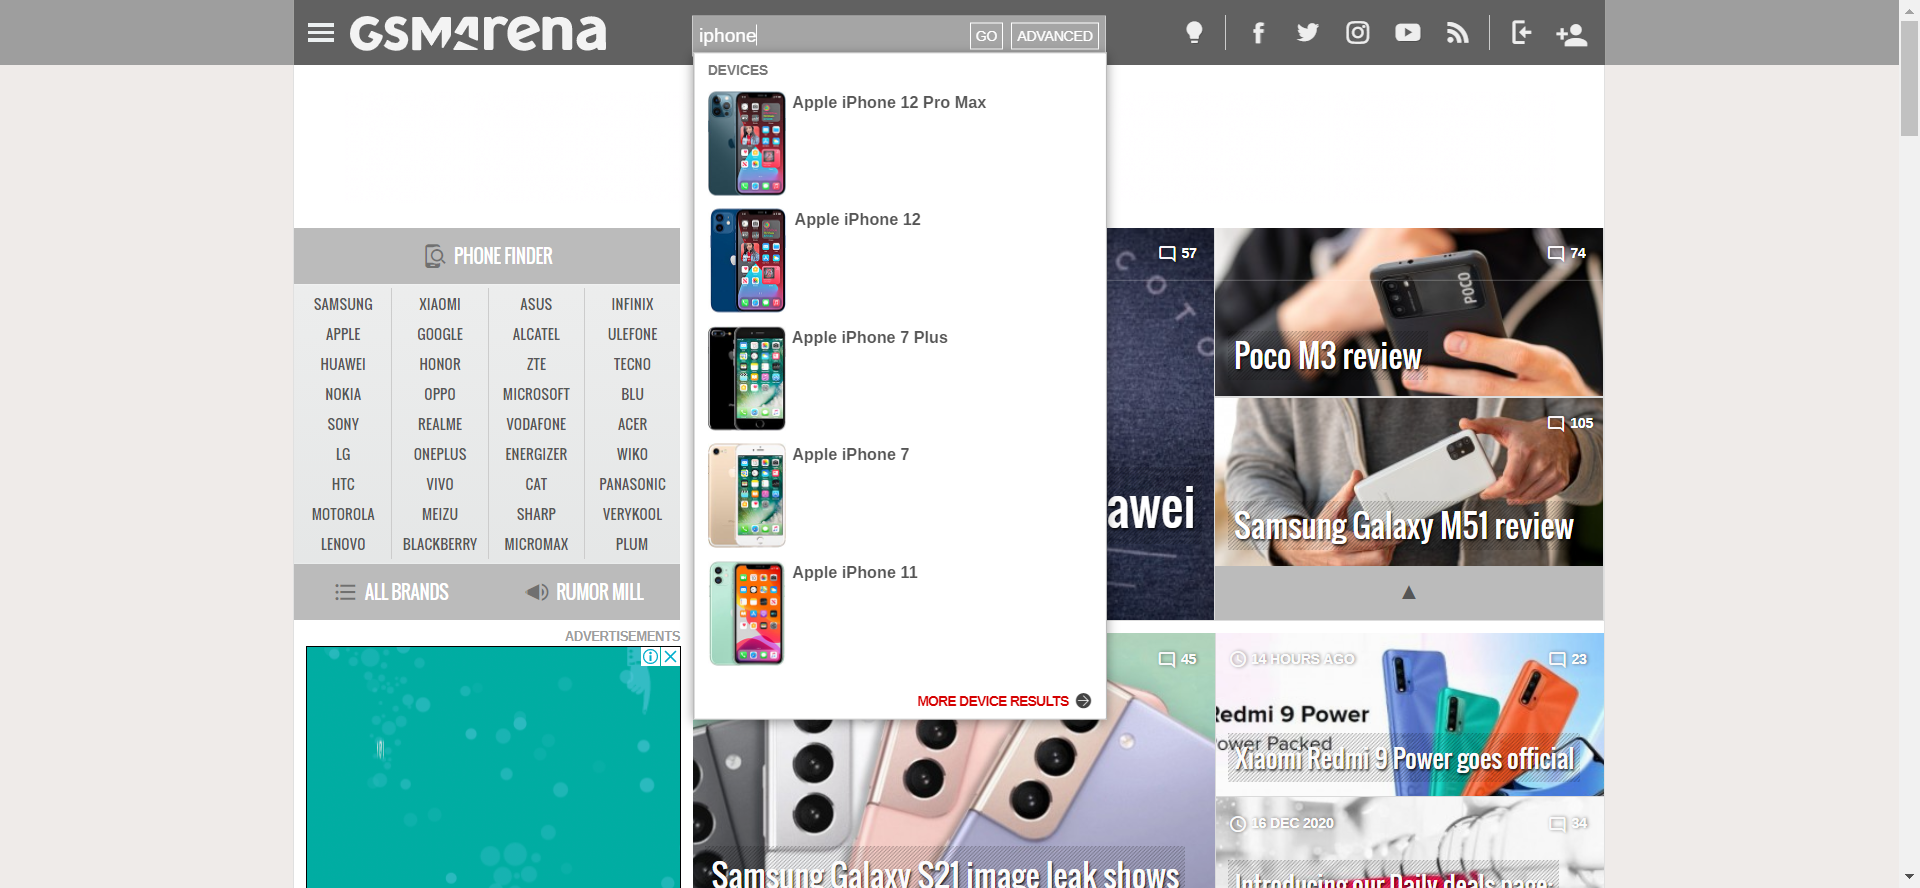 GSMArena
iphone
GO
ADVANCED
DEVICES
Apple iPhone 12 Pro Max
Apple iPhone 12
Apple iPhone 7 Plus
Apple iPhone 7
Apple iPhone 11
MORE DEVICE RESULTS
PHONE FINDER
SAMSUNG XIAOMI ASUS INFINIX
APPLE GOOGLE ALCATEL ULEFONE
HUAWEI HONOR ZTE TECNO
NOKIA OPPO MICROSOFT BLU
SONY REALME VODAFONE ACER
LG ONEPLUS ENERGIZER WIKO
HTC VIVO CAT PANASONIC
MOTOROLA MEIZU SHARP VERYKOOL
LENOVO BLACKBERRY MICROMAX PLUM
ALL BRANDS
RUMOR MILL
ADVERTISEMENTS
57
awei
74
POCO
Poco M3 review
105
Samsung Galaxy M51 review
45
Samsung Galaxy S21 image leak shows
14 HOURS AGO
23
Redmi 9 Power
ower Packed
Xiaomi Redmi 9 Power goes official
16 DEC 2020
34
Introducing our Daily deals page: